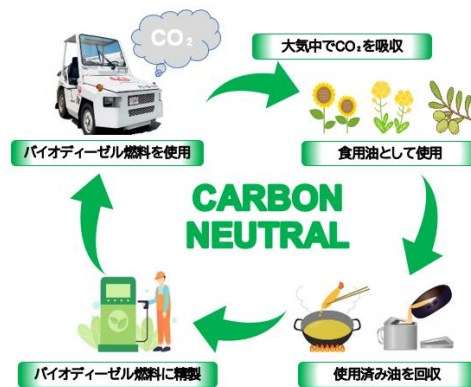 CO₂
大気中でCO₂を吸収
バイオディーゼル燃料を使用
食用油として使用
CARBON
NEUTRAL
バイオディーゼル燃料に精製
使用済み油を回収